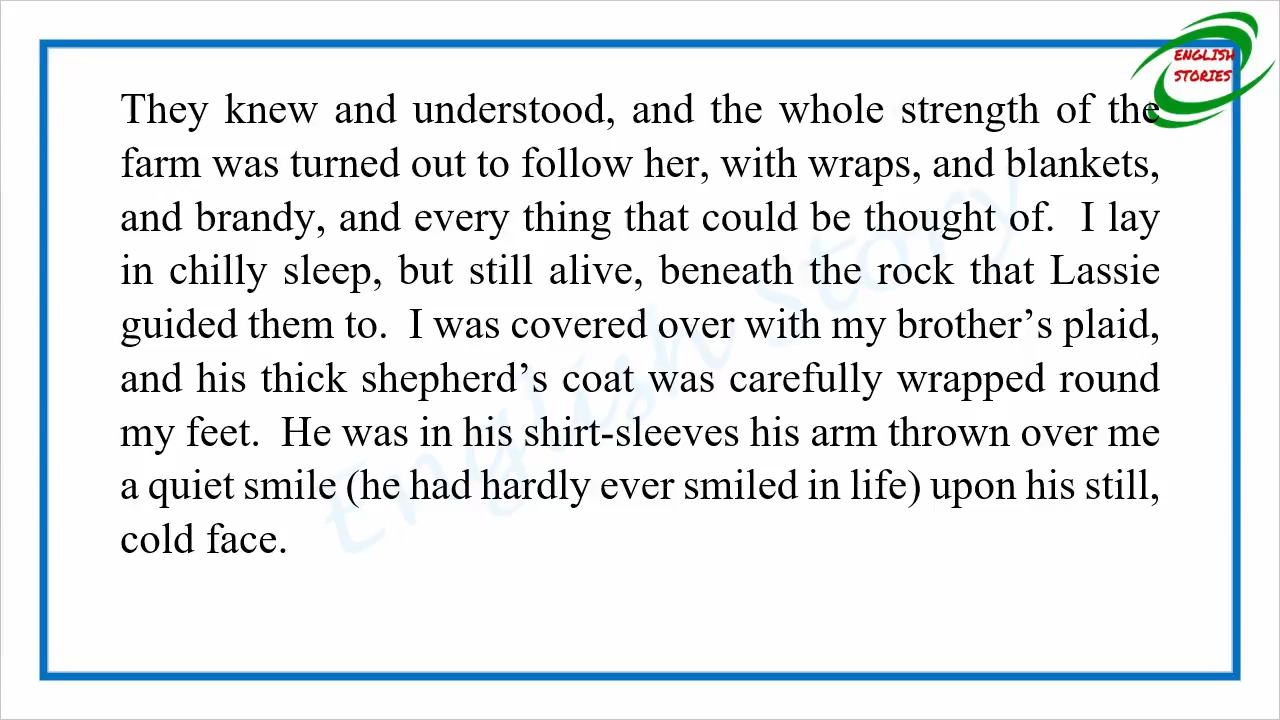 ENGLISH
STORIES
They knew and understood, and the whole strength of the
farm was turned out to follow her, with wraps, and blankets,
and brandy, and every thing that could be thought of. I lay
in chilly sleep, but still alive, beneath the rock that Lassie
guided them to. I was covered over with my brother’s plaid,
and his thick shepherd’s coat was carefully wrapped round
my feet. He was in his shirt-sleeves his arm thrown over me
a quiet smile (he had hardly ever smiled in life) upon his still,
cold face.
English Story